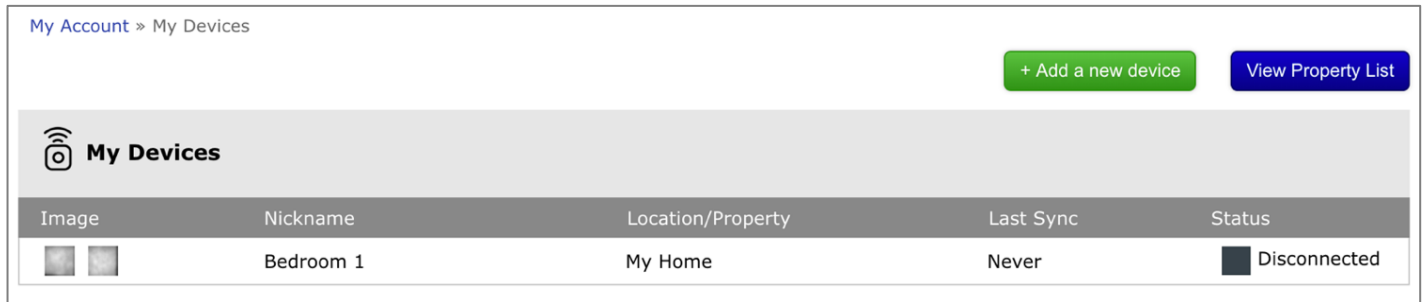 My Account » My Devices
+ Add a new device View Property List
My Devices
Image Nickname Location/Property Last Sync Status
Bedroom 1 My Home Never Disconnected